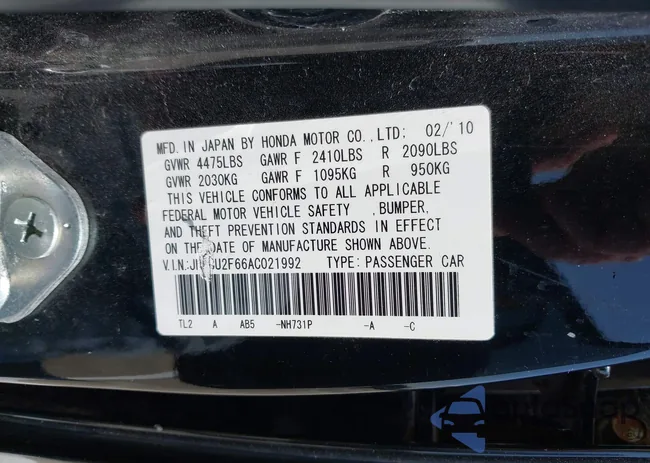 MFD. IN JAPAN BY HONDA MOTOR CO.,LTD: 02/'10
GVWR 4475LBS GAWR F 2410LBS R 2090LBS
GVWR 2030KG GAWR F 1095KG R 950KG
THIS VEHICLE CONFORMS TO ALL APPLICABLE
FEDERAL MOTOR VEHICLE SAFETY ,BUMPER,
AND THEFT PREVENTION STANDARDS IN EFFECT
ON THE DATE OF MANUFACTURE SHOWN ABOVE.
V.I.N: TYPE: PASSENGER CAR
TL2 A AB5 -NH731P -A -C